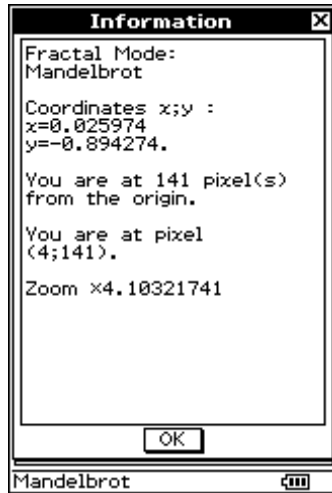 Information X
Fractal Mode:
Mandelbrot
Coordinates x;y :
x=0.025974
y=-0.894274.
You are at 141 pixel(s)
from the origin.
You are at pixel
(4;141).
Zoom ×4.10321741
OK
Mandelbrot